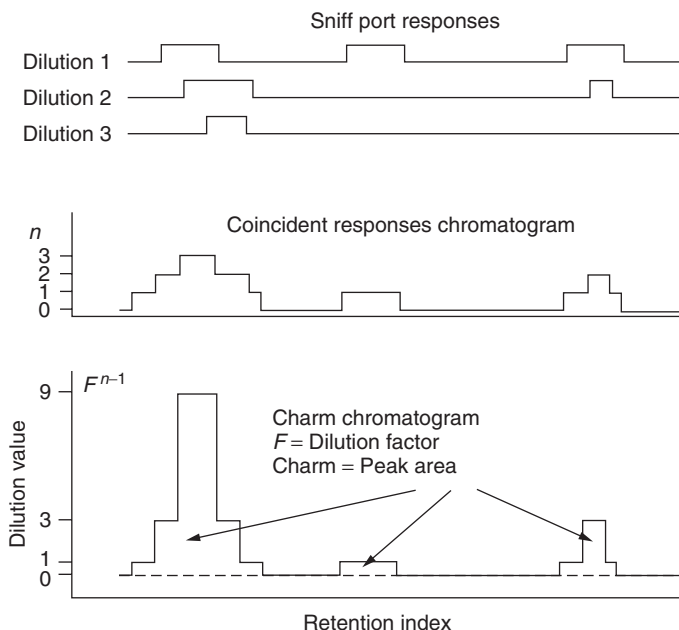 Sniff port responses
Dilution 1
Dilution 2
Dilution 3
Coincident responses chromatogram
n
3
2
1
0
F^{n–1}
9
Charm chromatogram
F = Dilution factor
Charm = Peak area
Dilution value
3
1
0
Retention index